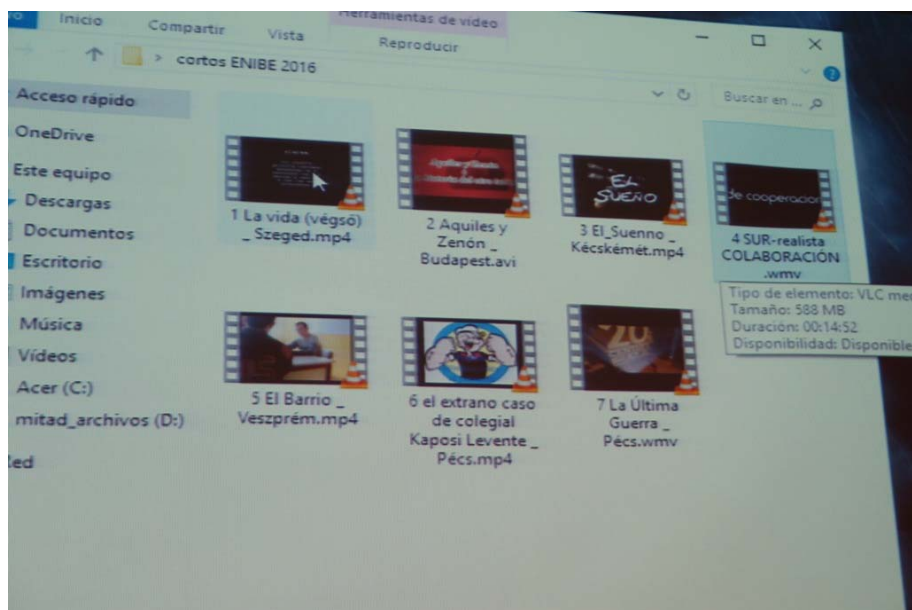 Inicio
Compartir
Vista
Herramientas de vídeo
Reproducir
cortos ENIBE 2016
Buscar en ...
Acceso rápido
OneDrive
Este equipo
Descargas
Documentos
Escritorio
Imágenes
Música
Vídeos
Acer (C:)
mitad_archivos (D:)
1 La vida (végső)
_ Szeged.mp4
2 Aquiles y
Zenón _
Budapest.avi
EL
SUEÑO
3 El_Suenno _
Kécskémét.mp4
de cooperación
4 SUR-realista
COLABORACIÓN
.wmv
Tipo de elemento: VLC me
Tamaño: 588 MB
Duración: 00:14:52
Disponibilidad: Disponible
5 El Barrio _
Veszprém.mp4
6 el extrano caso
de colegial
Kaposi Levente _
Pécs.mp4
20
7 La Última
Guerra _
Pécs.wmv